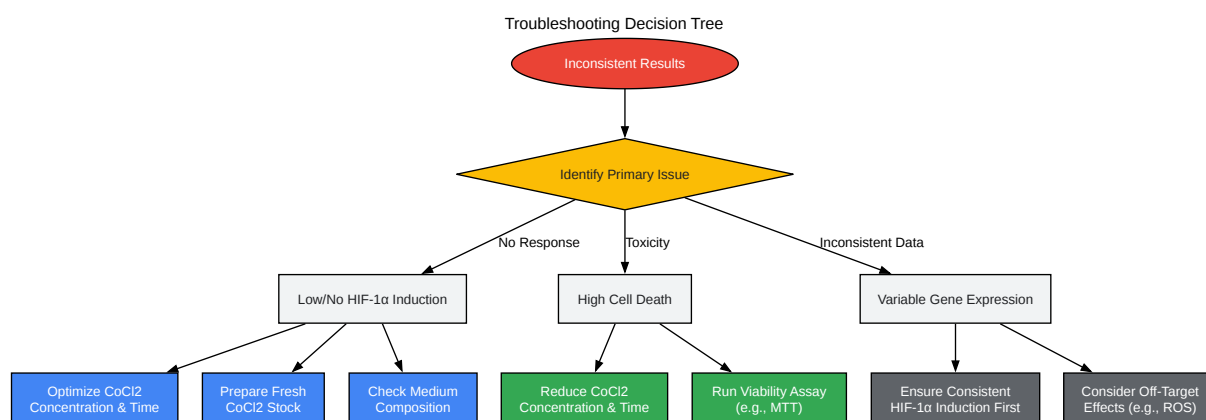 Troubleshooting Decision Tree
Inconsistent Results
Identify Primary Issue
No Response
Toxicity
Inconsistent Data
Low/No HIF-1α Induction
High Cell Death
Variable Gene Expression
Optimize CoCl2
Concentration & Time
Prepare Fresh
CoCl2 Stock
Check Medium
Composition
Reduce CoCl2
Concentration & Time
Run Viability Assay
(e.g., MTT)
Ensure Consistent
HIF-1α Induction First
Consider Off-Target
Effects (e.g., ROS)